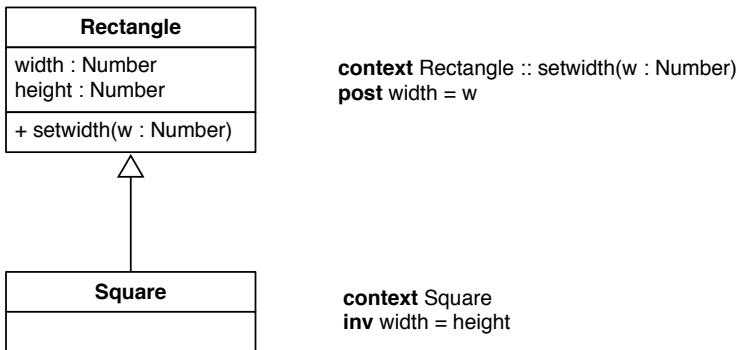 Rectangle
width : Number
height : Number
+ setwidth(w : Number)
context Rectangle :: setwidth(w : Number)
post width = w
Square
context Square
inv width = height